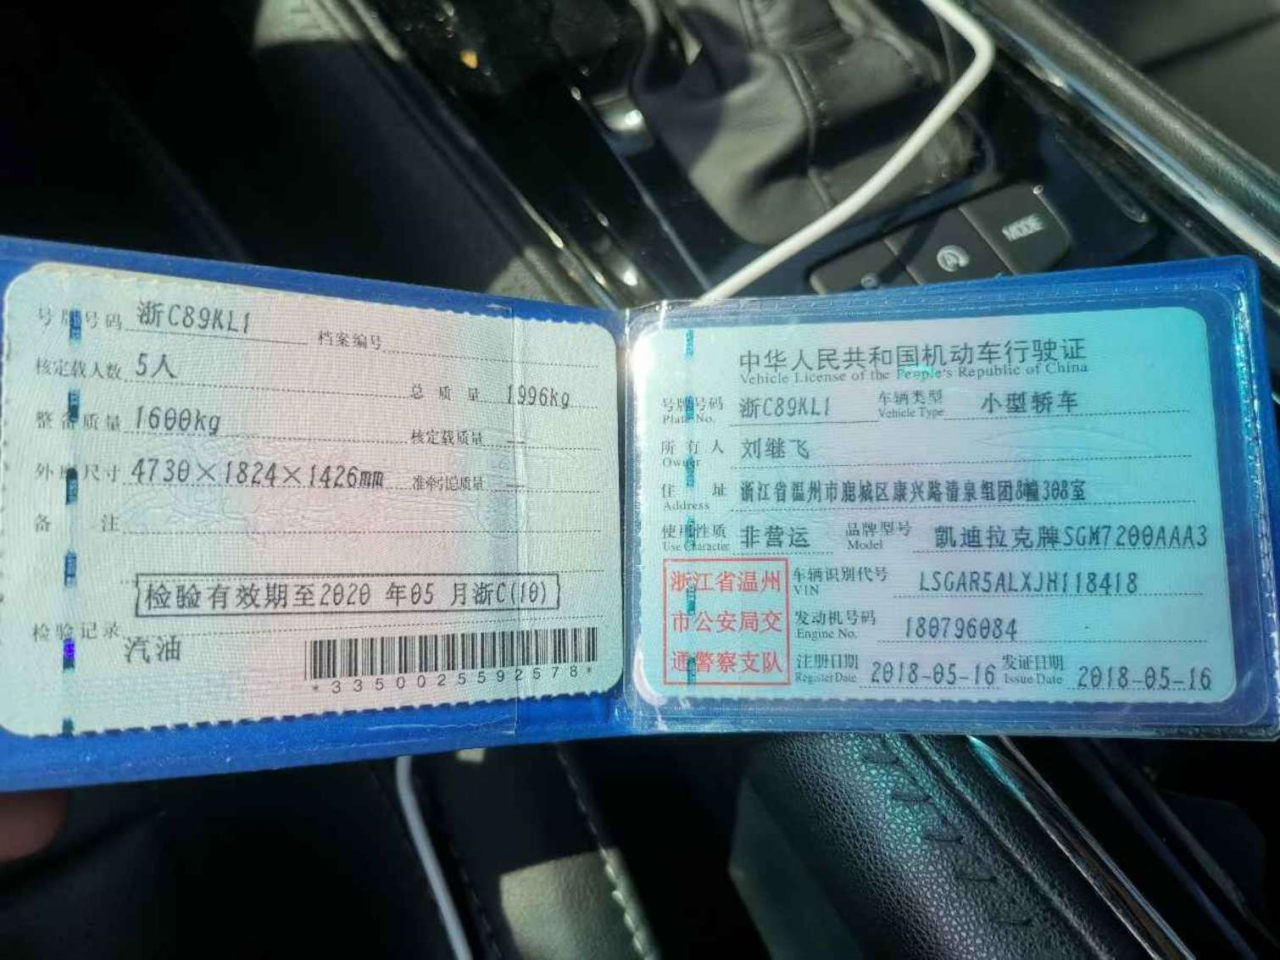 号牌号码 浙C89KL1 档案编号
核定载人数 5人 总质量 1996kg
整备质量 1600kg 核定载质量 —
外廓尺寸 4730×1824×1426mm 准牵引总质量 —
备注
检验有效期至2020 年05 月浙C(10)
检验记录
汽油
*3350025592578*
中华人民共和国机动车行驶证
Vehicle License of the People's Republic of China
号牌号码 浙C89KL1 车辆类型 小型轿车
Plate No. Vehicle Type
所有人 刘继飞
Owner
住址 浙江省温州市鹿城区康兴路清泉组团8幢308室
Address
使用性质 非营运 品牌型号 凯迪拉克牌SGM7200AAA3
Use Character Model
浙江省温州
市公安局交
通警察支队
车辆识别代号 LSGAR5ALXJH118418
VIN
发动机号码 180796084
Engine No.
注册日期 2018-05-16 发证日期 2018-05-16
Register Date Issue Date
MODE